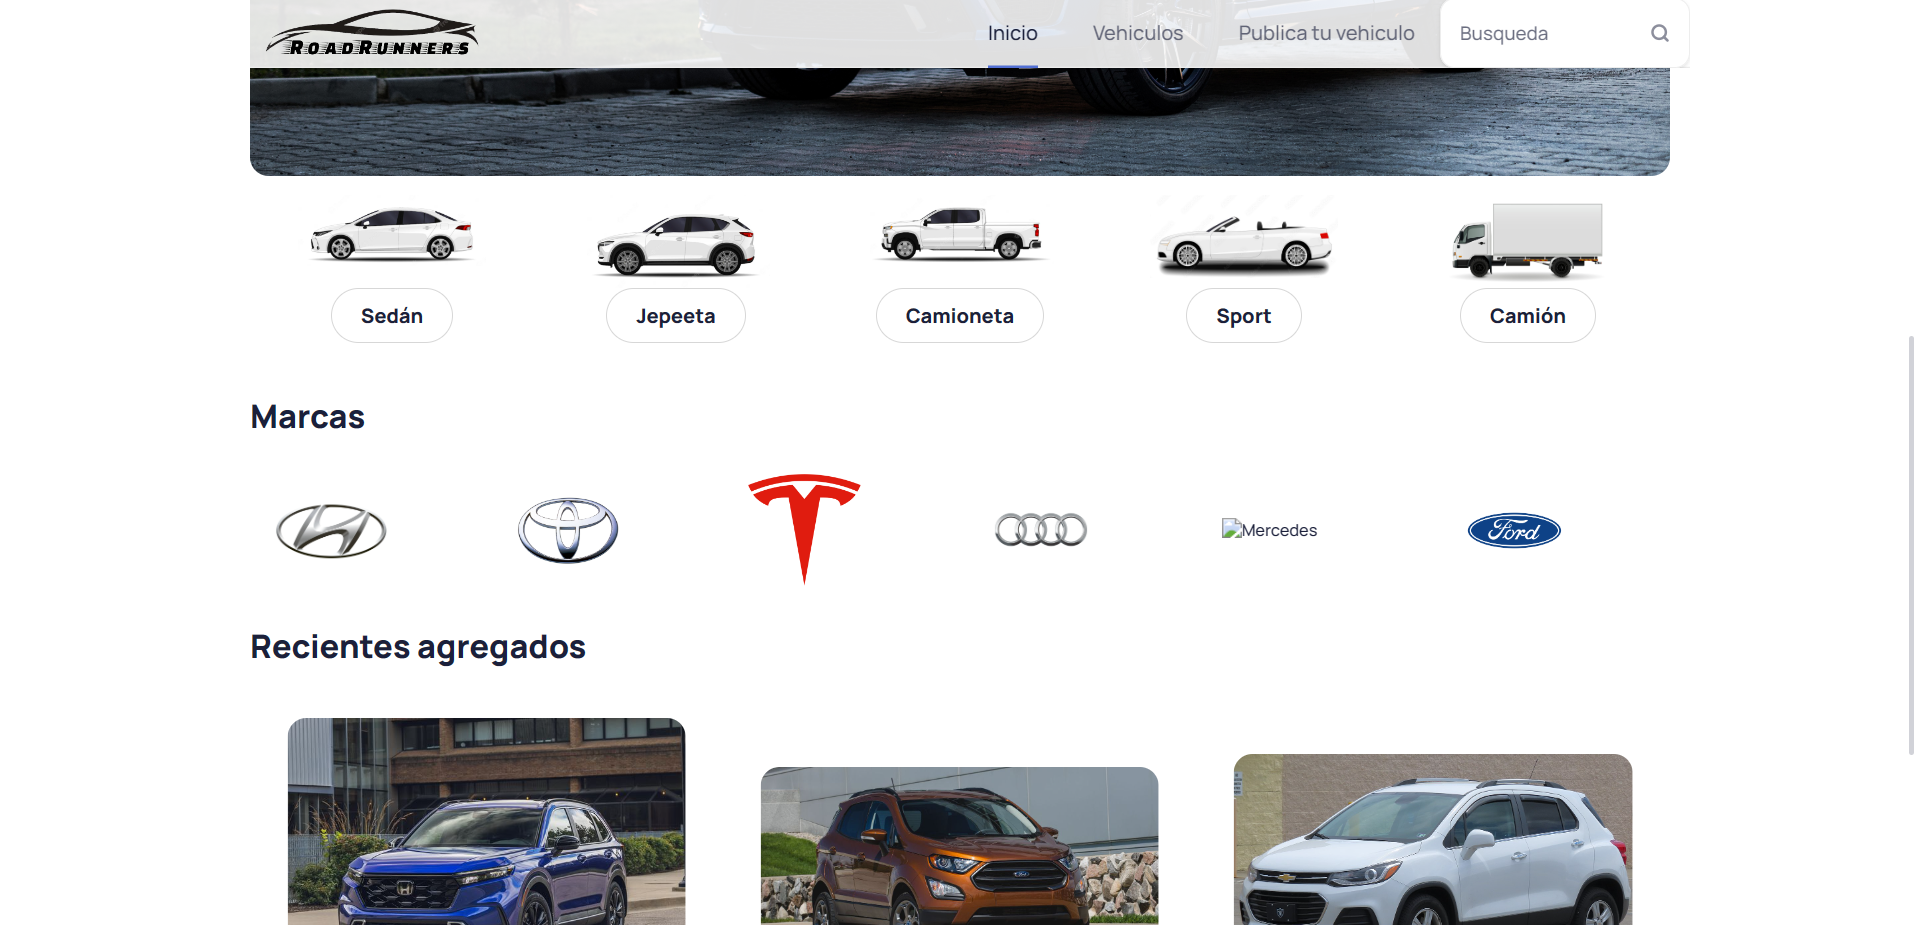 RoadRunners
Inicio
Vehiculos
Publica tu vehiculo
Busqueda
Sedán
Jepeeta
Camioneta
Sport
Camión
Marcas
Mercedes
Ford
Recientes agregados